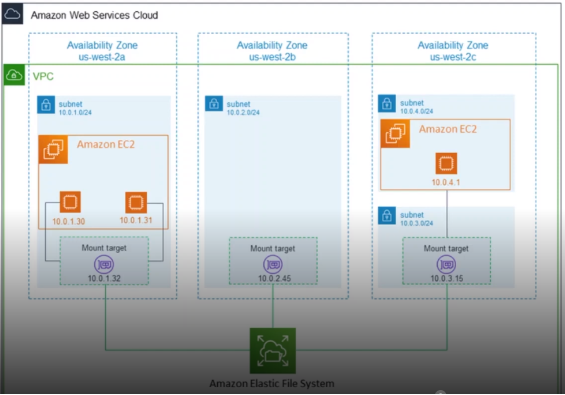 Amazon Web Services Cloud
Availability Zone
us-west-2a
Availability Zone
us-west-2b
Availability Zone
us-west-2c
VPC
subnet
10.0.1.0/24
subnet
10.0.2.0/24
subnet
10.0.4.0/24
Amazon EC2
Amazon EC2
10.0.4.1
10.0.1.30
10.0.1.31
subnet
10.0.3.0/24
Mount target
10.0.1.32
Mount target
10.0.2.45
Mount target
10.0.3.15
Amazon Elastic File System